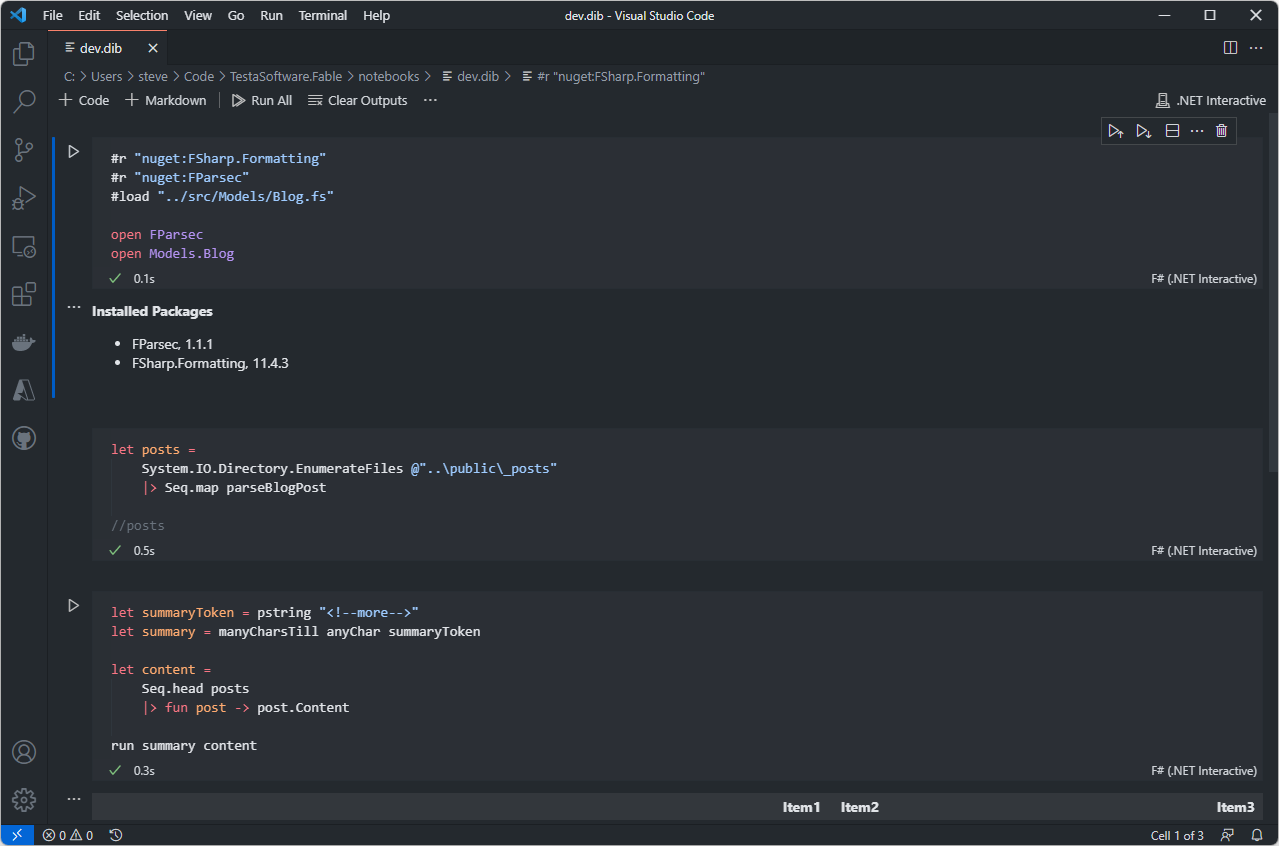 File Edit Selection View Go Run Terminal Help dev.dib - Visual Studio Code
dev.dib
C: > Users > steve > Code > TestaSoftware.Fable > notebooks > dev.dib > #r "nuget:FSharp.Formatting"
+ Code + Markdown Run All Clear Outputs ··· .NET Interactive
#r "nuget:FSharp.Formatting"
#r "nuget:FParsec"
#load "../src/Models/Blog.fs"
open FParsec
open Models.Blog
0.1s F# (.NET Interactive)
Installed Packages
• FParsec, 1.1.1
• FSharp.Formatting, 11.4.3
let posts =
    System.IO.Directory.EnumerateFiles @"..\public\_posts"
    |> Seq.map parseBlogPost
//posts
0.5s F# (.NET Interactive)
let summaryToken = pstring "<!--more-->"
let summary = manyCharsTill anyChar summaryToken
let content =
    Seq.head posts
    |> fun post -> post.Content
run summary content
0.3s F# (.NET Interactive)
Item1 Item2 Item3
0 0 Cell 1 of 3